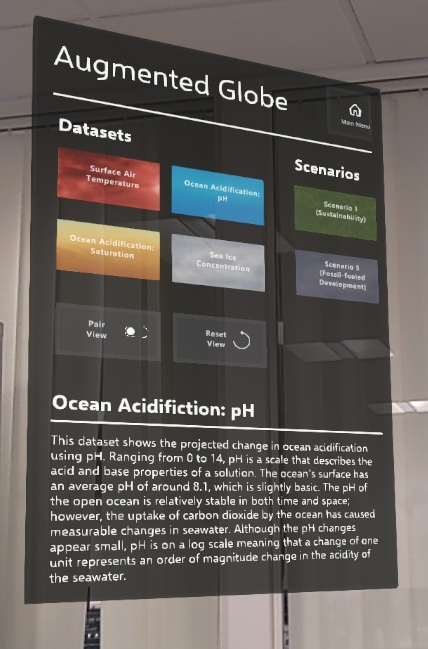 Augmented Globe
Main Menu
Datasets
Surface Air
Temperature
Ocean Acidification:
pH
Ocean Acidification:
Saturation
Sea Ice
Concentration
Pair
View
Reset
View
Scenarios
Scenario 1
(Sustainability)
Scenario 5
(Fossil-fueled
Development)
Ocean Acidifiction: pH
This dataset shows the projected change in ocean acidification
using pH. Ranging from 0 to 14, pH is a scale that describes the
acid and base properties of a solution. The ocean's surface has
an average pH of around 8.1, which is slightly basic. The pH of
the open ocean is relatively stable in both time and space;
however, the uptake of carbon dioxide by the ocean has caused
measurable changes in seawater. Although the pH changes
appear small, pH is on a log scale meaning that a change of one
unit represents an order of magnitude change in the acidity of
the seawater.